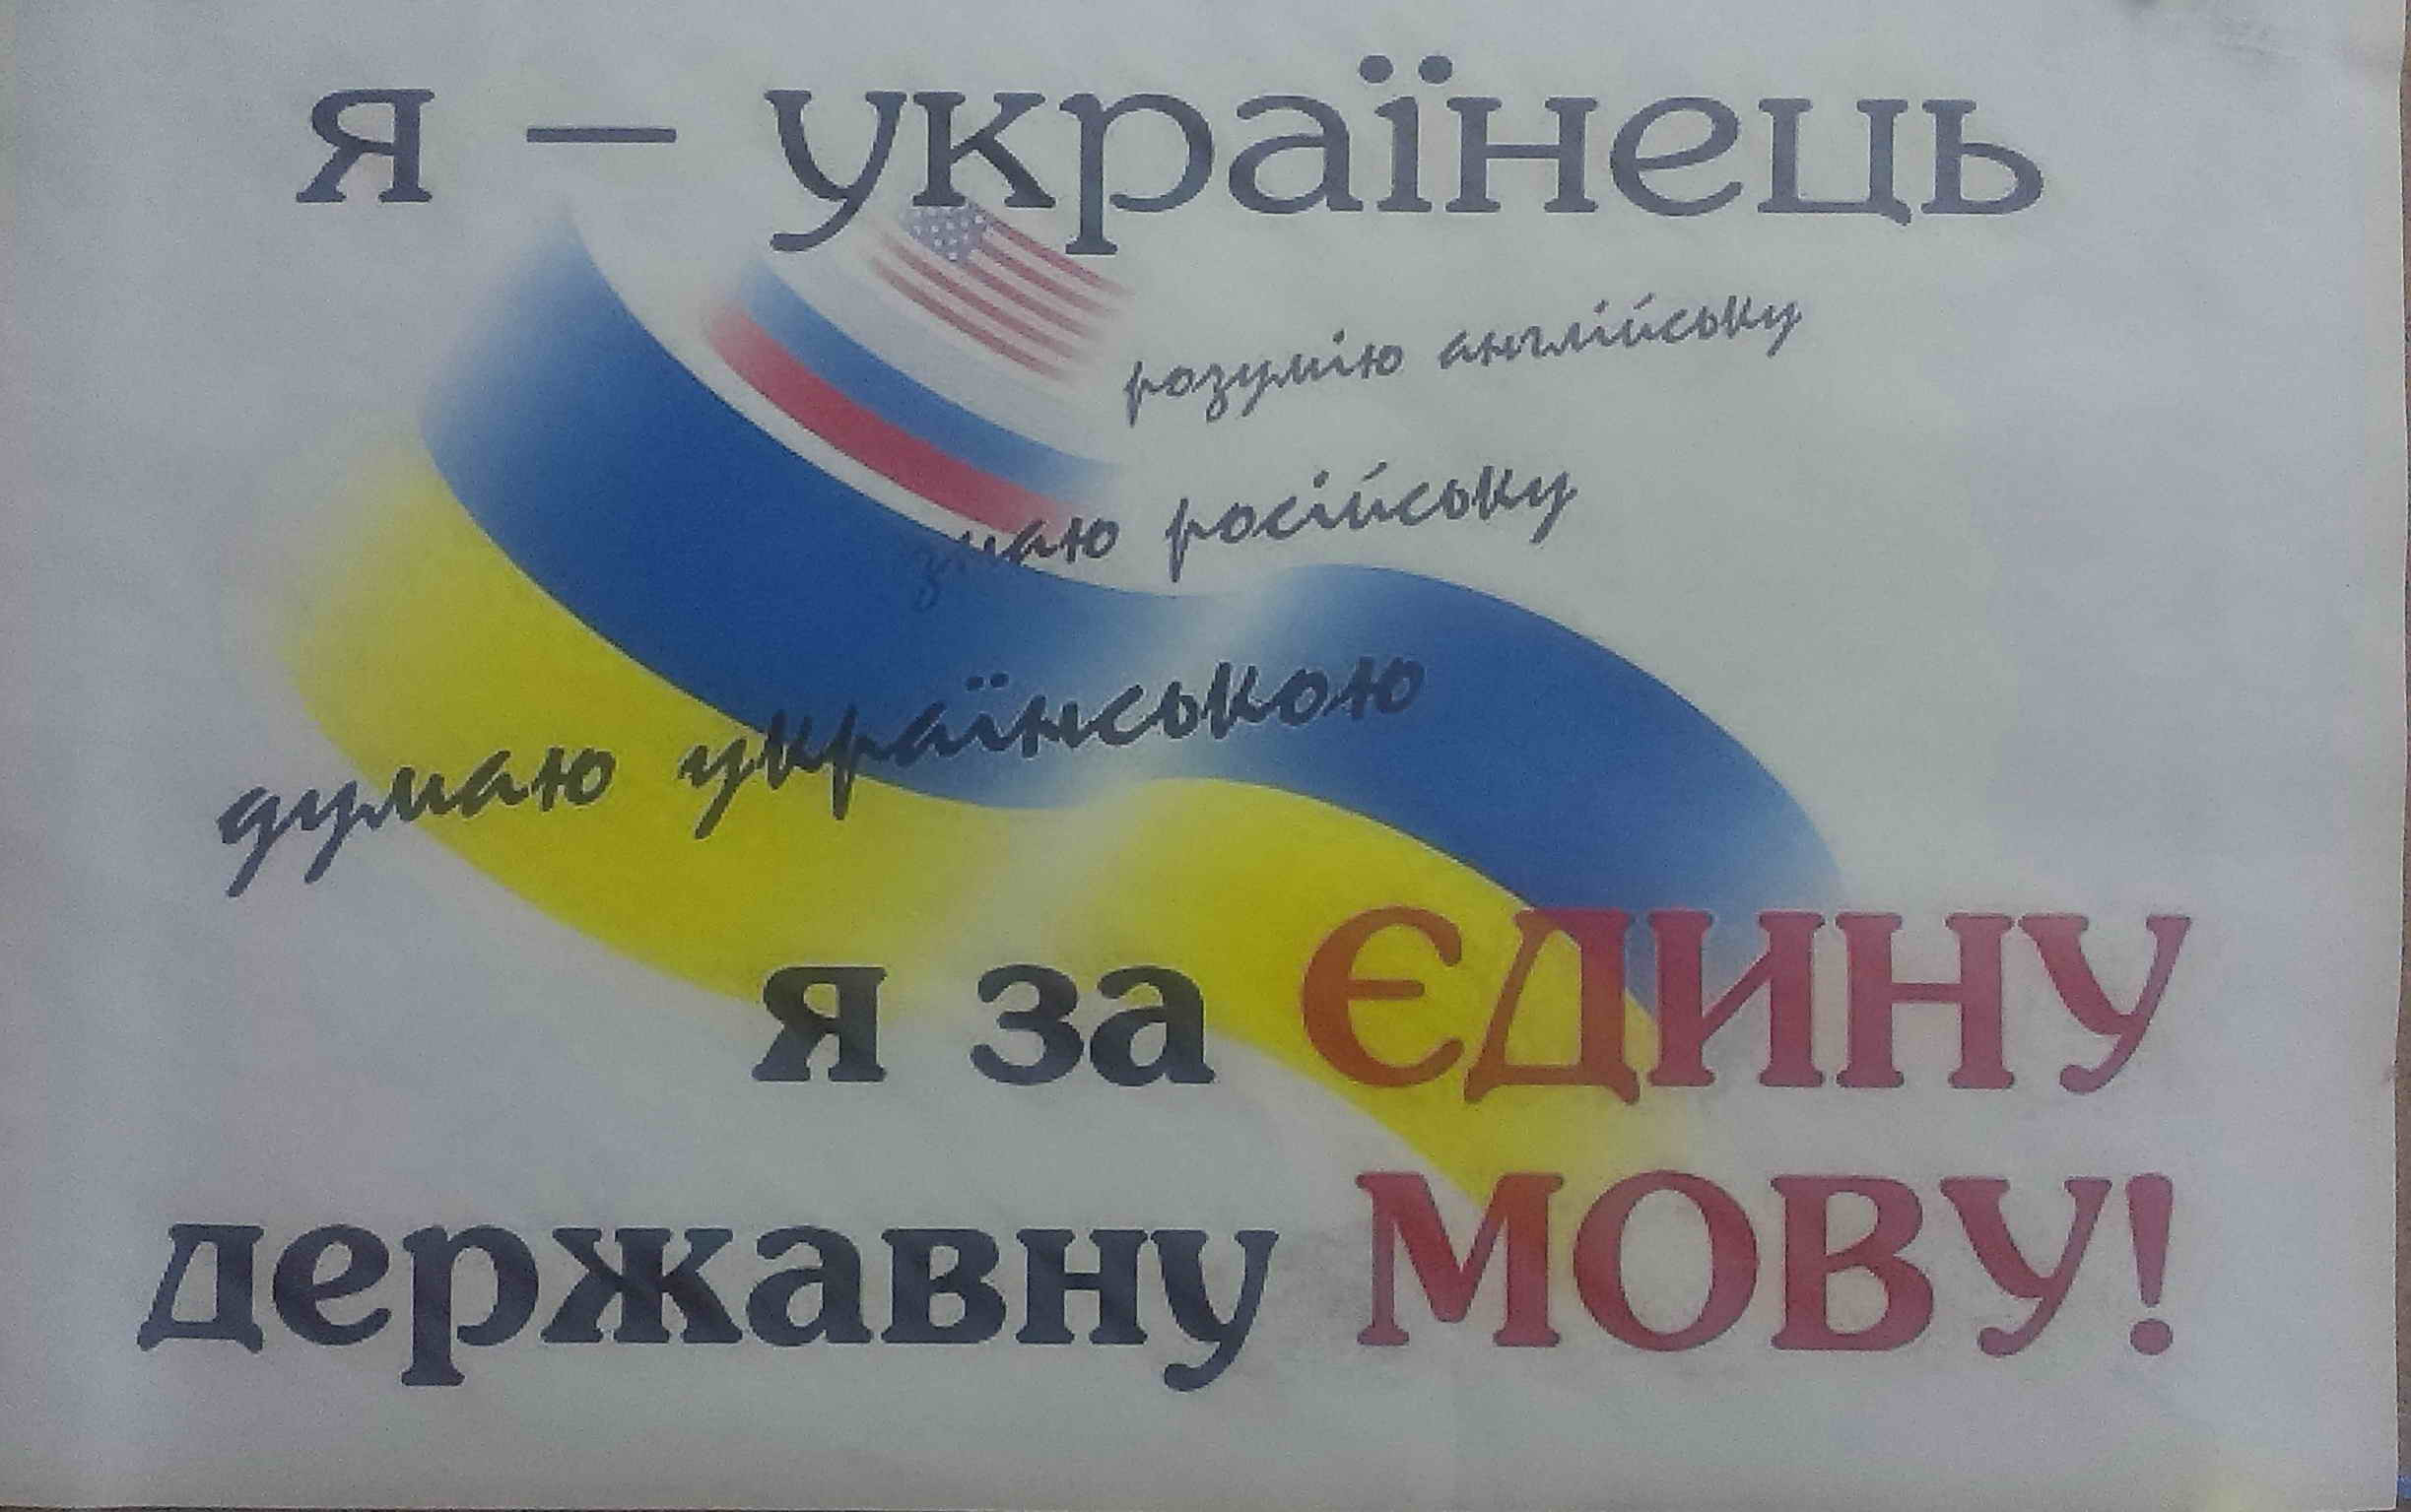 я – українець
розумію англійську
знаю російську
думаю українською
я за ЄДИНУ
державну МОВУ!